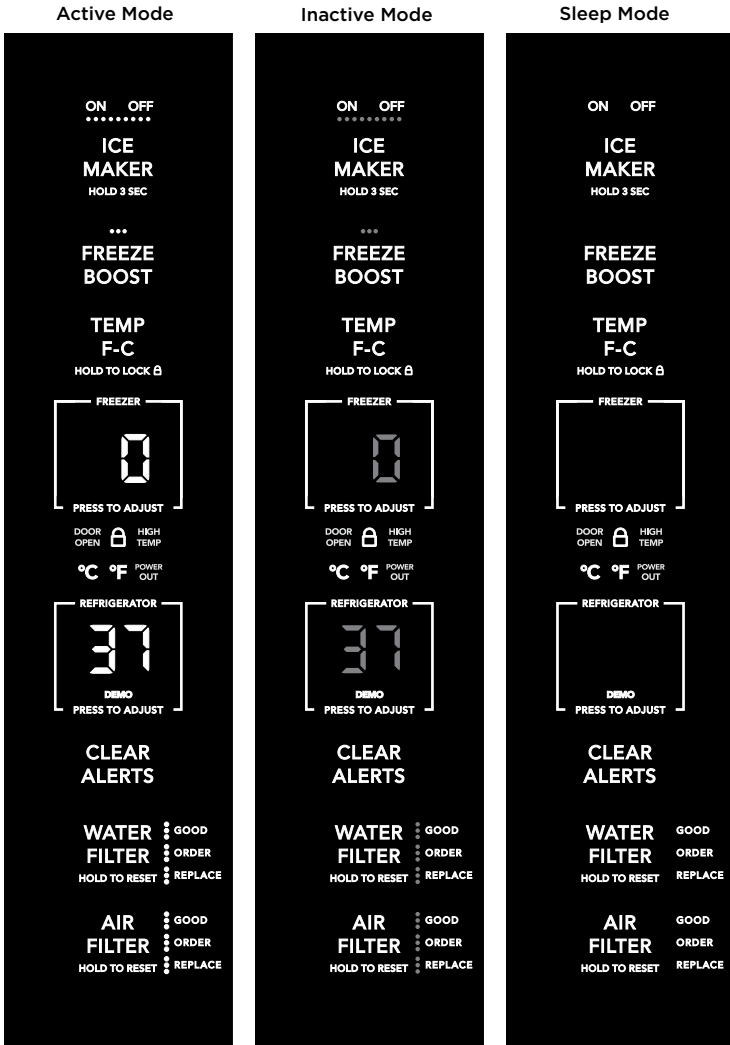 Active Mode
ON OFF
ICE
MAKER
HOLD 3 SEC
FREEZE
BOOST
TEMP
F-C
HOLD TO LOCK
FREEZER
0
PRESS TO ADJUST
DOOR OPEN
HIGH TEMP
°C °F POWER OUT
REFRIGERATOR
37
DEMO
PRESS TO ADJUST
CLEAR
ALERTS
WATER GOOD
FILTER ORDER
HOLD TO RESET REPLACE
AIR GOOD
FILTER ORDER
HOLD TO RESET REPLACE
Inactive Mode
ON OFF
ICE
MAKER
HOLD 3 SEC
FREEZE
BOOST
TEMP
F-C
HOLD TO LOCK
FREEZER
0
PRESS TO ADJUST
DOOR OPEN
HIGH TEMP
°C °F POWER OUT
REFRIGERATOR
37
DEMO
PRESS TO ADJUST
CLEAR
ALERTS
WATER GOOD
FILTER ORDER
HOLD TO RESET REPLACE
AIR GOOD
FILTER ORDER
HOLD TO RESET REPLACE
Sleep Mode
ON OFF
ICE
MAKER
HOLD 3 SEC
FREEZE
BOOST
TEMP
F-C
HOLD TO LOCK
FREEZER
PRESS TO ADJUST
DOOR OPEN
HIGH TEMP
°C °F POWER OUT
REFRIGERATOR
DEMO
PRESS TO ADJUST
CLEAR
ALERTS
WATER GOOD
FILTER ORDER
HOLD TO RESET REPLACE
AIR GOOD
FILTER ORDER
HOLD TO RESET REPLACE